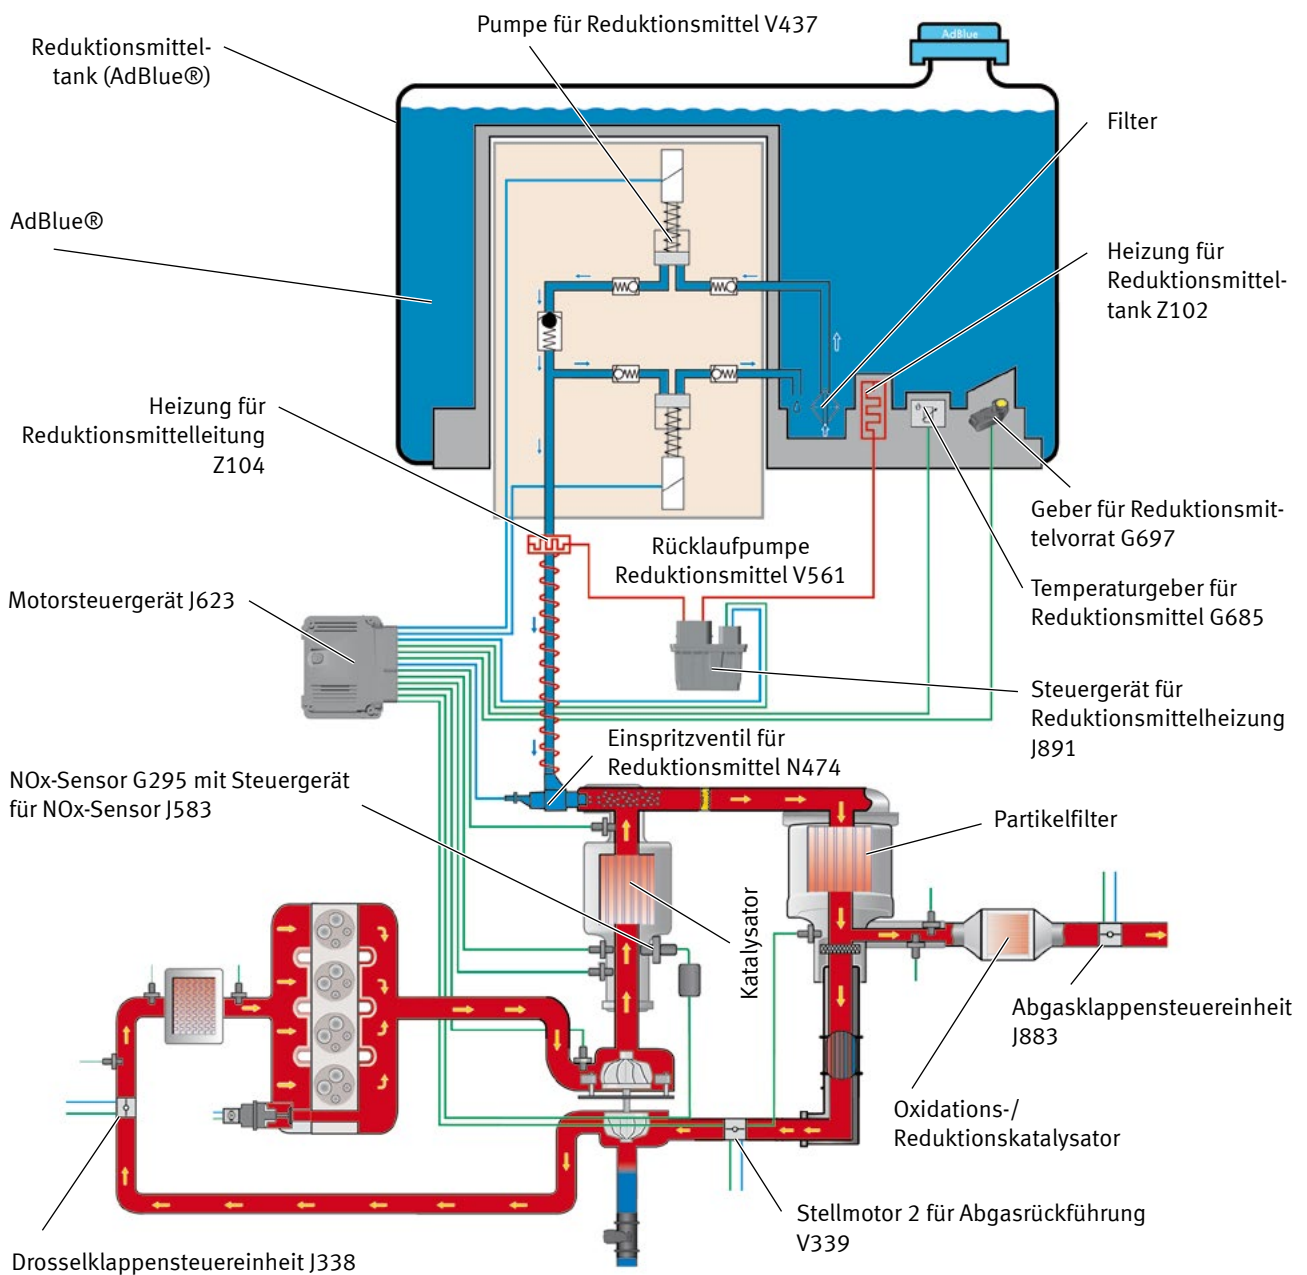 Pumpe für Reduktionsmittel V437
Reduktionsmittel-
tank (AdBlue®)
AdBlue
Filter
AdBlue®
Heizung für
Reduktionsmittel-
tank Z102
Heizung für
Reduktionsmittelleitung
Z104
Geber für Reduktionsmit-
telvorrat G697
Rücklaufpumpe
Reduktionsmittel V561
Temperaturgeber für
Reduktionsmittel G685
Motorsteuergerät J623
Steuergerät für
Reduktionsmittelheizung
J891
Einspritzventil für
Reduktionsmittel N474
NOx-Sensor G295 mit Steuergerät
für NOx-Sensor J583
Partikelfilter
Katalysator
Abgasklappensteuereinheit
J883
Oxidations-/
Reduktionskatalysator
Stellmotor 2 für Abgasrückführung
V339
Drosselklappensteuereinheit J338